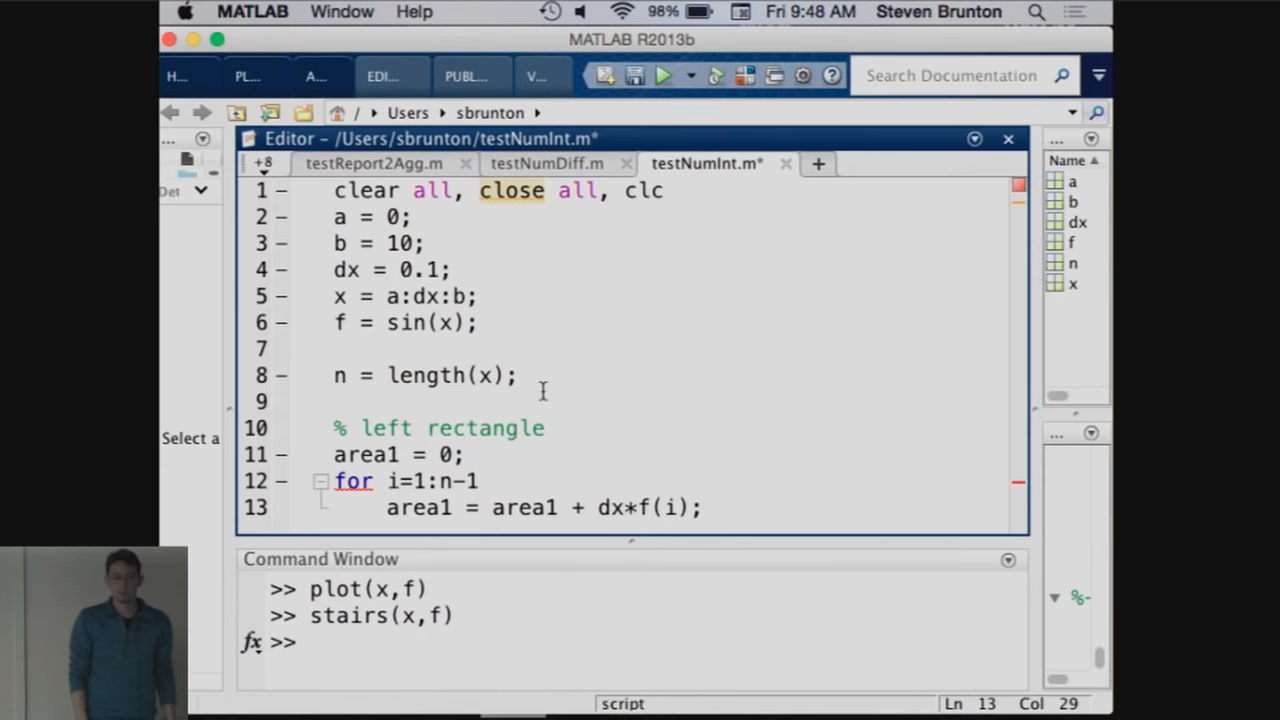 MATLAB Window Help 98% Fri 9:48 AM Steven Brunton
MATLAB R2013b
H... PL... A... EDI... PUBL... V... Search Documentation
/ Users sbrunton
... Editor – /Users/sbrunton/testNumInt.m* ...
+8 testReport2Agg.m testNumDiff.m testNumInt.m* +
Name
Det
1 – clear all, close all, clc
2 – a = 0;
3 – b = 10;
4 – dx = 0.1;
5 – x = a:dx:b;
6 – f = sin(x);
7
8 – n = length(x);
9
10 % left rectangle
11 – area1 = 0;
12 – for i=1:n-1
13 area1 = area1 + dx*f(i);
a
b
dx
f
n
x
Select a
...
Command Window
>> plot(x,f)
>> stairs(x,f)
fx >>
%-
script Ln 13 Col 29